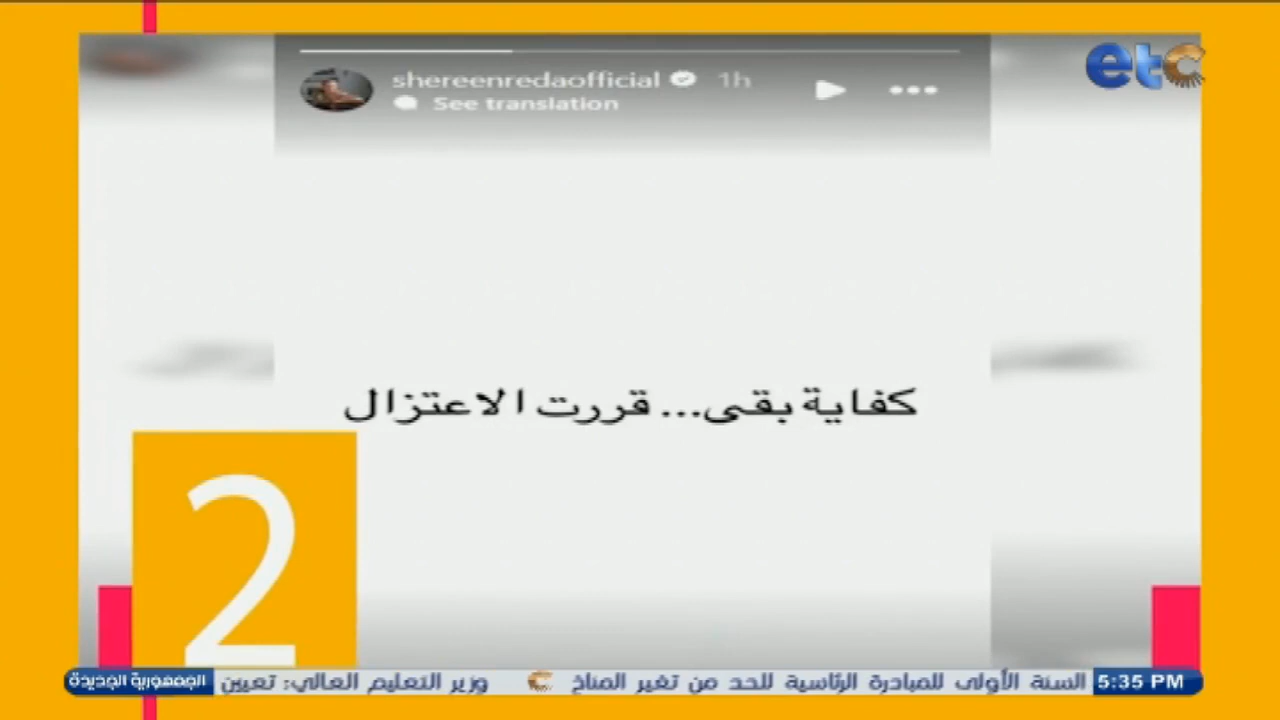 shereenredaofficial 1h
See translation
etc
كفاية بقى... قررت الاعتزال
2
5:35 PM السنة الأولى للمبادرة الرئاسية للحد من تغير المناخ وزير التعليم العالي: تعيين الجمهورية الجديدة